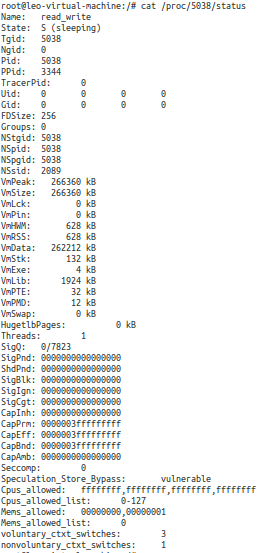 root@leo-virtual-machine:/# cat /proc/5038/status
Name: read_write
State: S (sleeping)
Tgid: 5038
Ngid: 0
Pid: 5038
PPid: 3344
TracerPid: 0
Uid: 0 0 0 0
Gid: 0 0 0 0
FDSize: 256
Groups: 0
NStgid: 5038
NSpid: 5038
NSpgid: 5038
NSsid: 2089
VmPeak: 266360 kB
VmSize: 266360 kB
VmLck: 0 kB
VmPin: 0 kB
VmHWM: 628 kB
VmRSS: 628 kB
VmData: 262212 kB
VmStk: 132 kB
VmExe: 4 kB
VmLib: 1924 kB
VmPTE: 32 kB
VmPMD: 12 kB
VmSwap: 0 kB
HugetlbPages: 0 kB
Threads: 1
SigQ: 0/7823
SigPnd: 0000000000000000
ShdPnd: 0000000000000000
SigBlk: 0000000000000000
SigIgn: 0000000000000000
SigCgt: 0000000000000000
CapInh: 0000000000000000
CapPrm: 0000003fffffffff
CapEff: 0000003fffffffff
CapBnd: 0000003fffffffff
CapAmb: 0000000000000000
Seccomp: 0
Speculation_Store_Bypass: vulnerable
Cpus_allowed: ffffffff,ffffffff,ffffffff,ffffffff
Cpus_allowed_list: 0-127
Mems_allowed: 00000000,00000001
Mems_allowed_list: 0
voluntary_ctxt_switches: 3
nonvoluntary_ctxt_switches: 1